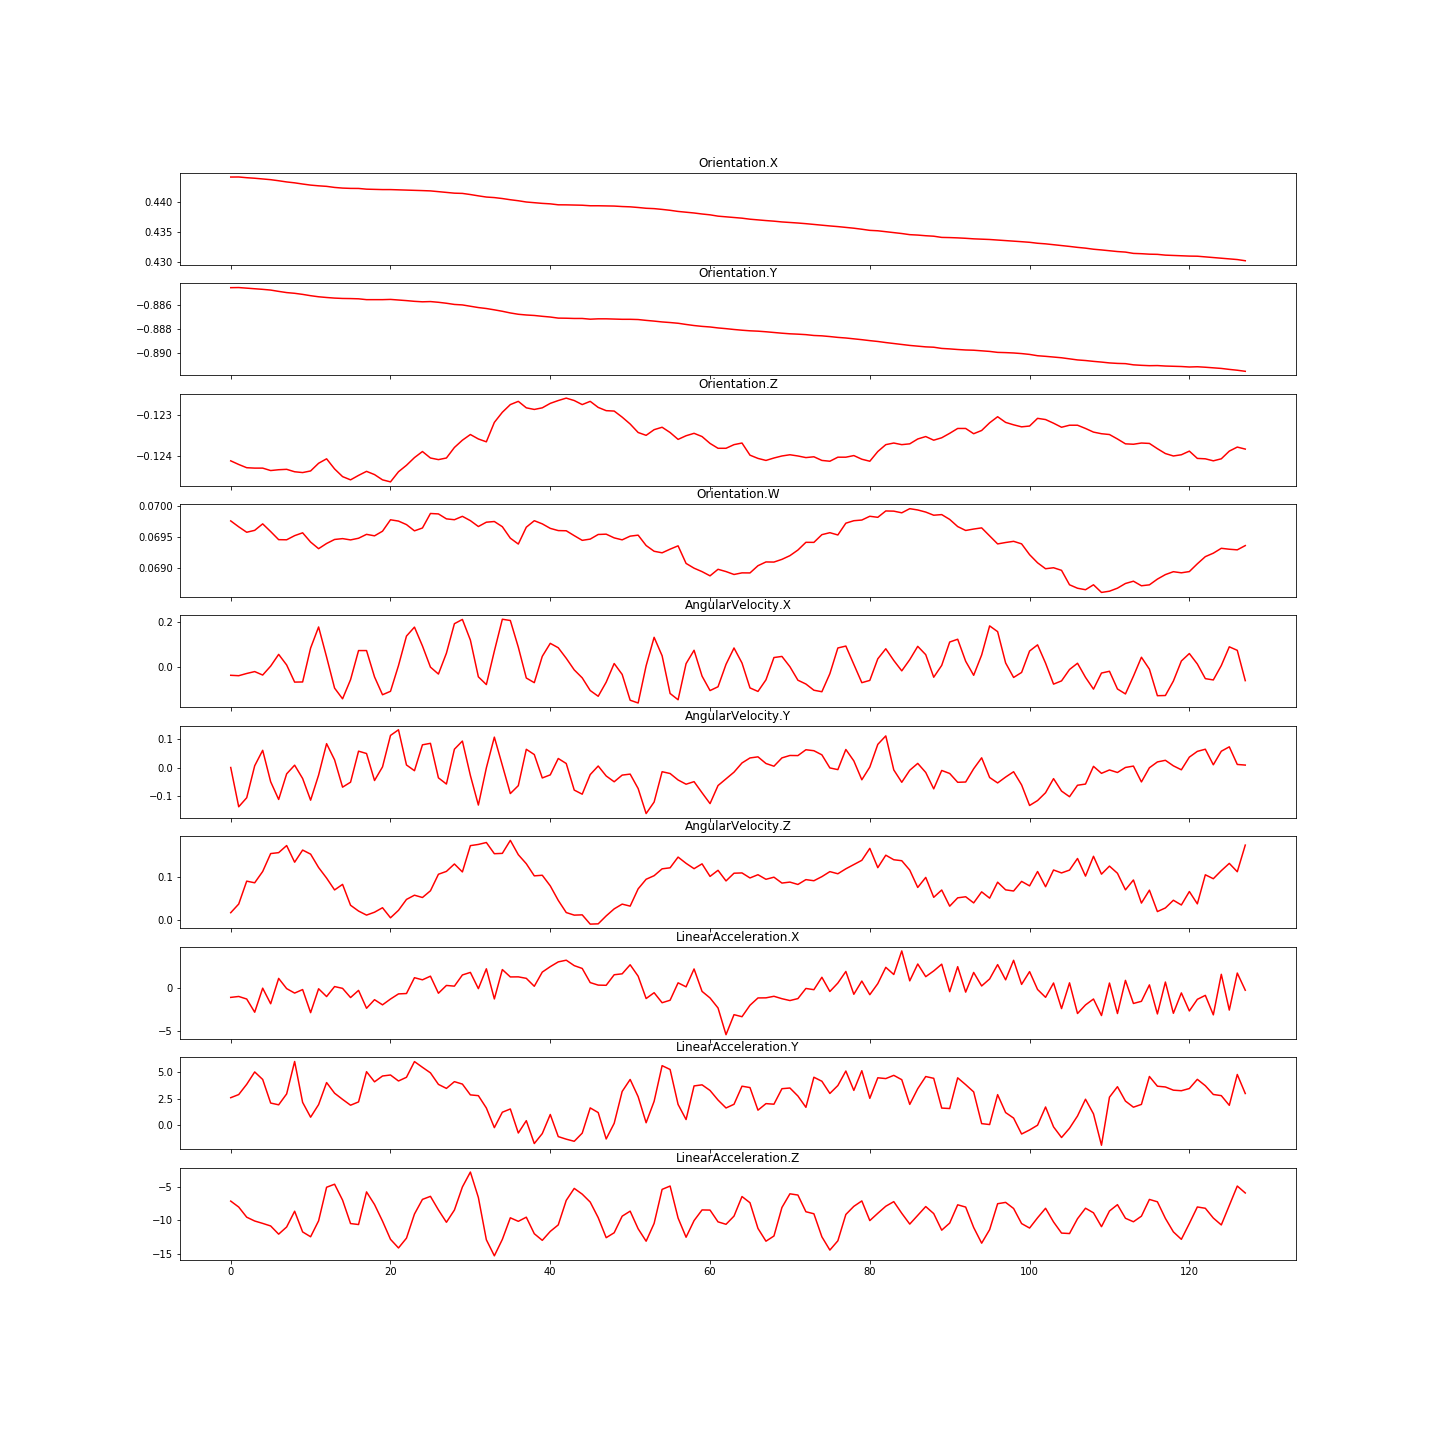 Orientation.X
0.440
0.435
0.430
Orientation.Y
−0.886
−0.888
−0.890
Orientation.Z
−0.123
−0.124
Orientation.W
0.0700
0.0695
0.0690
AngularVelocity.X
0.2
0.0
AngularVelocity.Y
0.1
0.0
−0.1
AngularVelocity.Z
0.1
0.0
LinearAcceleration.X
0
−5
LinearAcceleration.Y
5.0
2.5
0.0
LinearAcceleration.Z
−5
−10
−15
0 20 40 60 80 100 120